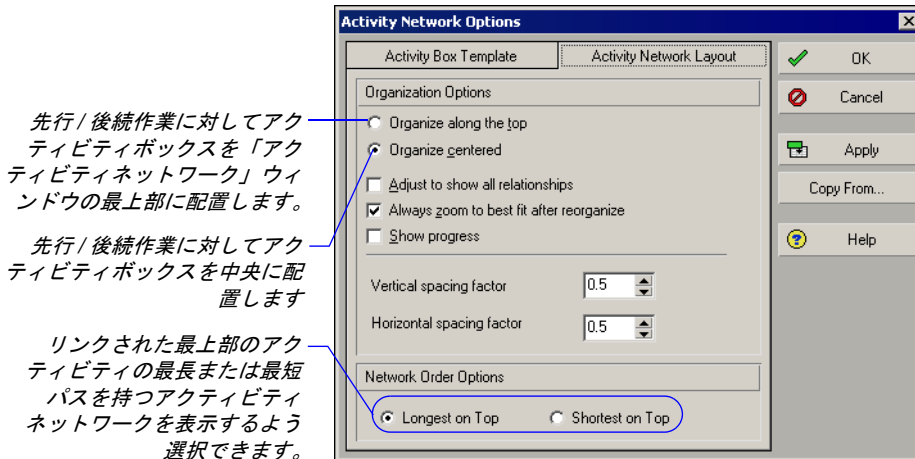 Activity Network Options
Activity Box Template
Activity Network Layout
Organization Options
Organize along the top
Organize centered
Adjust to show all relationships
Always zoom to best fit after reorganize
Show progress
Vertical spacing factor
0.5
Horizontal spacing factor
0.5
Network Order Options
Longest on Top
Shortest on Top
OK
Cancel
Apply
Copy From...
Help
先行 / 後続作業に対してアク
ティビティボックスを「アク
ティビティネットワーク」ウィ
ンドウの最上部に配置します。
先行 / 後続作業に対してアク
ティビティボックスを中央に配
置します
リンクされた最上部のアク
ティビティの最長または最短
パスを持つアクティビティ
ネットワークを表示するよう
選択できます。